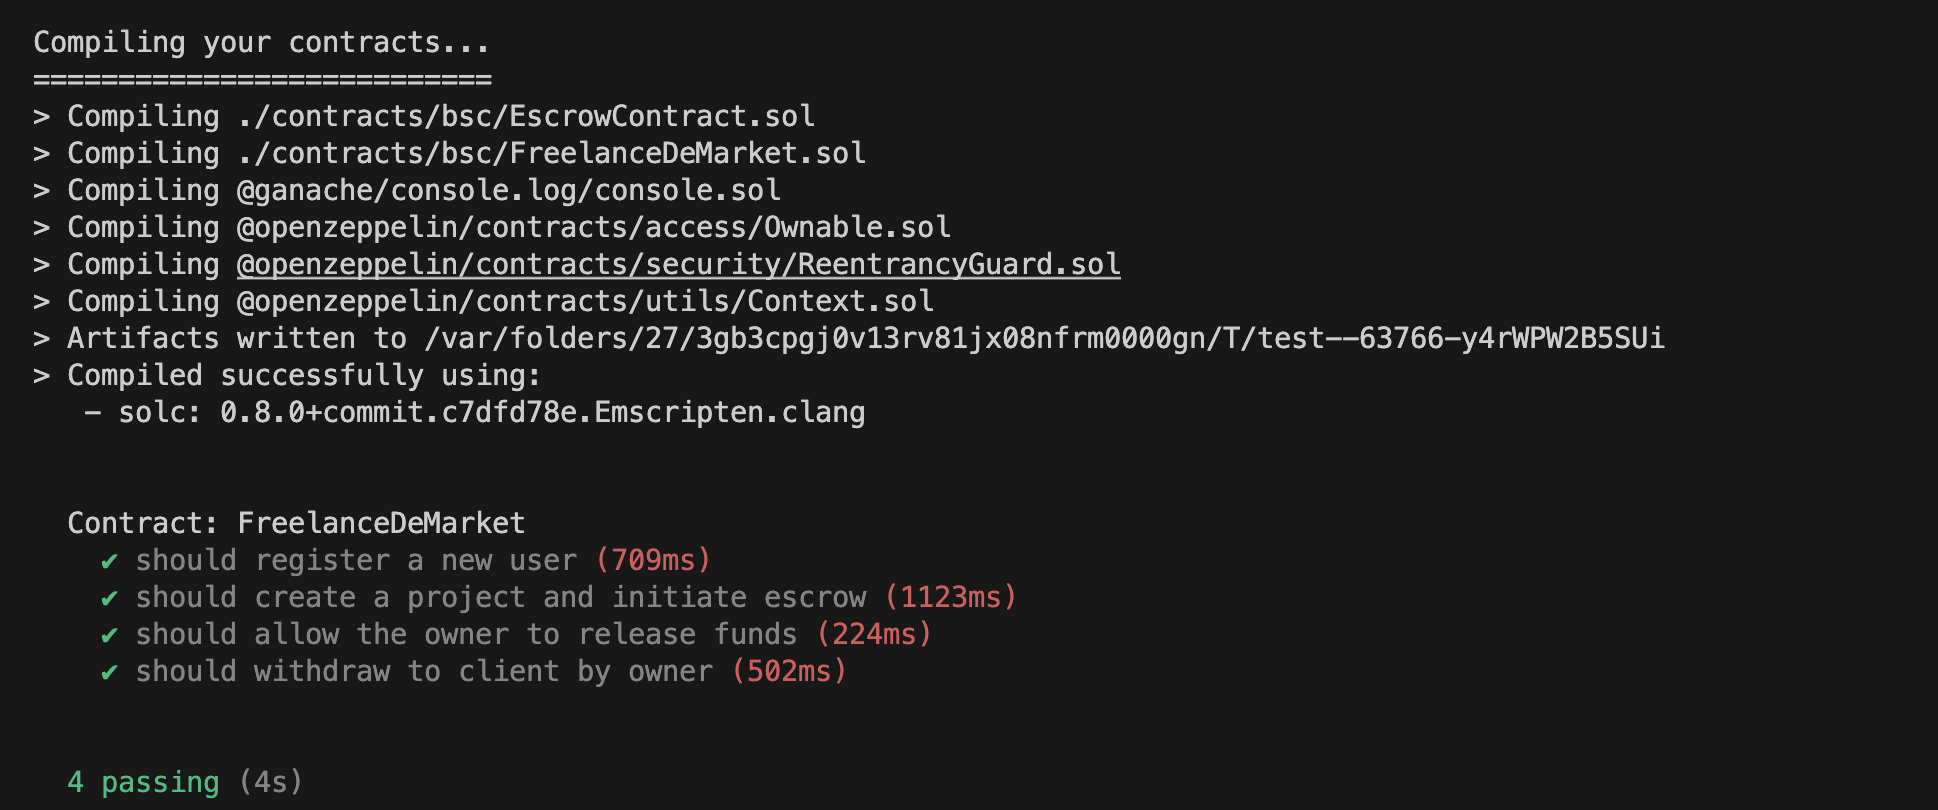 Compiling your contracts...
===========================
> Compiling ./contracts/bsc/EscrowContract.sol
> Compiling ./contracts/bsc/FreelanceDeMarket.sol
> Compiling @ganache/console.log/console.sol
> Compiling @openzeppelin/contracts/access/Ownable.sol
> Compiling @openzeppelin/contracts/security/ReentrancyGuard.sol
> Compiling @openzeppelin/contracts/utils/Context.sol
> Artifacts written to /var/folders/27/3gb3cpgj0v13rv81jx08nfrm0000gn/T/test--63766-y4rWPW2B5SUi
> Compiled successfully using:
   - solc: 0.8.0+commit.c7dfd78e.Emscripten.clang
  Contract: FreelanceDeMarket
    ✔ should register a new user (709ms)
    ✔ should create a project and initiate escrow (1123ms)
    ✔ should allow the owner to release funds (224ms)
    ✔ should withdraw to client by owner (502ms)
  4 passing (4s)